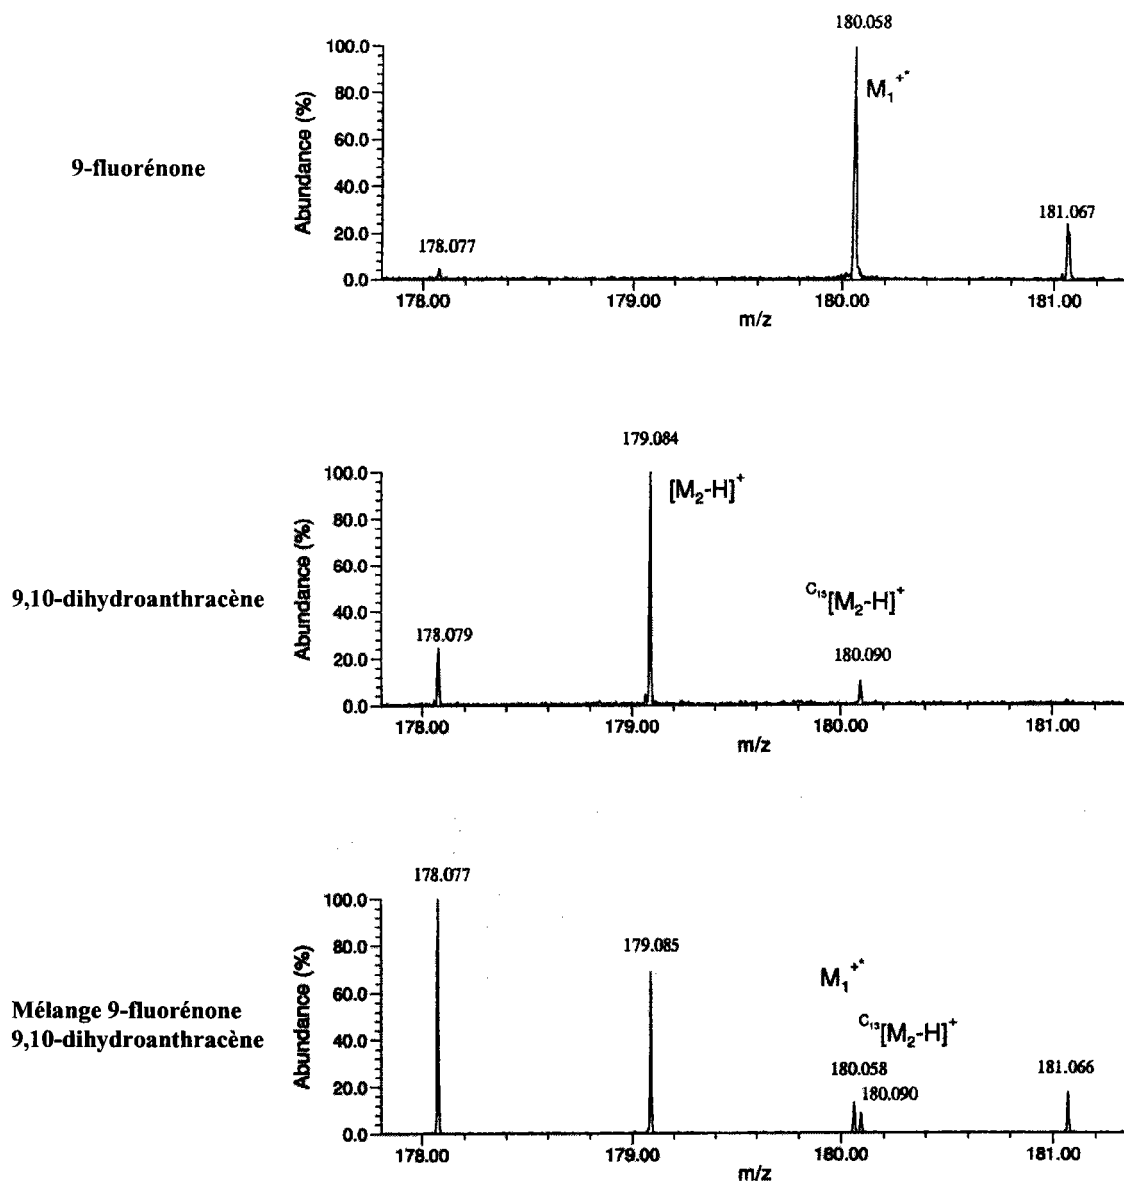 180.058
100.0
M₁⁺•
80.0
9-fluorénone
Abundance (%)
60.0
40.0
181.067
20.0
178.077
0.0
178.00 179.00 180.00 181.00
m/z
179.084
100.0
[M₂-H]⁺
80.0
9,10-dihydroanthracène
Abundance (%)
60.0
C₁₃[M₂-H]⁺
40.0
178.079
180.090
20.0
0.0
178.00 179.00 180.00 181.00
m/z
178.077
100.0
179.085
80.0
M₁⁺•
Mélange 9-fluorénone
9,10-dihydroanthracène
Abundance (%)
60.0
C₁₃[M₂-H]⁺
40.0
180.058
181.066
180.090
20.0
0.0
178.00 179.00 180.00 181.00
m/z